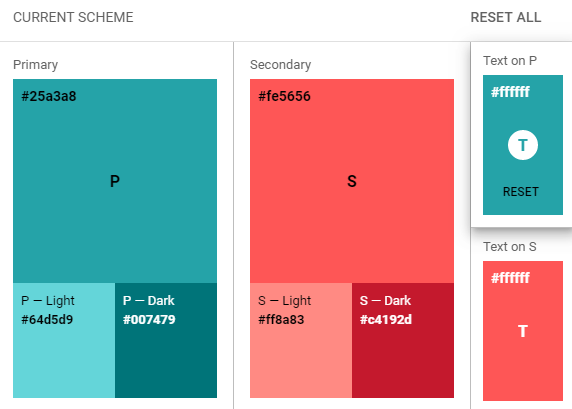 CURRENT SCHEME
RESET ALL
Primary
#25a3a8
P
P — Light
#64d5d9
P — Dark
#007479
Secondary
#fe5656
S
S — Light
#ff8a83
S — Dark
#c4192d
Text on P
#ffffff
T
RESET
Text on S
#ffffff
T